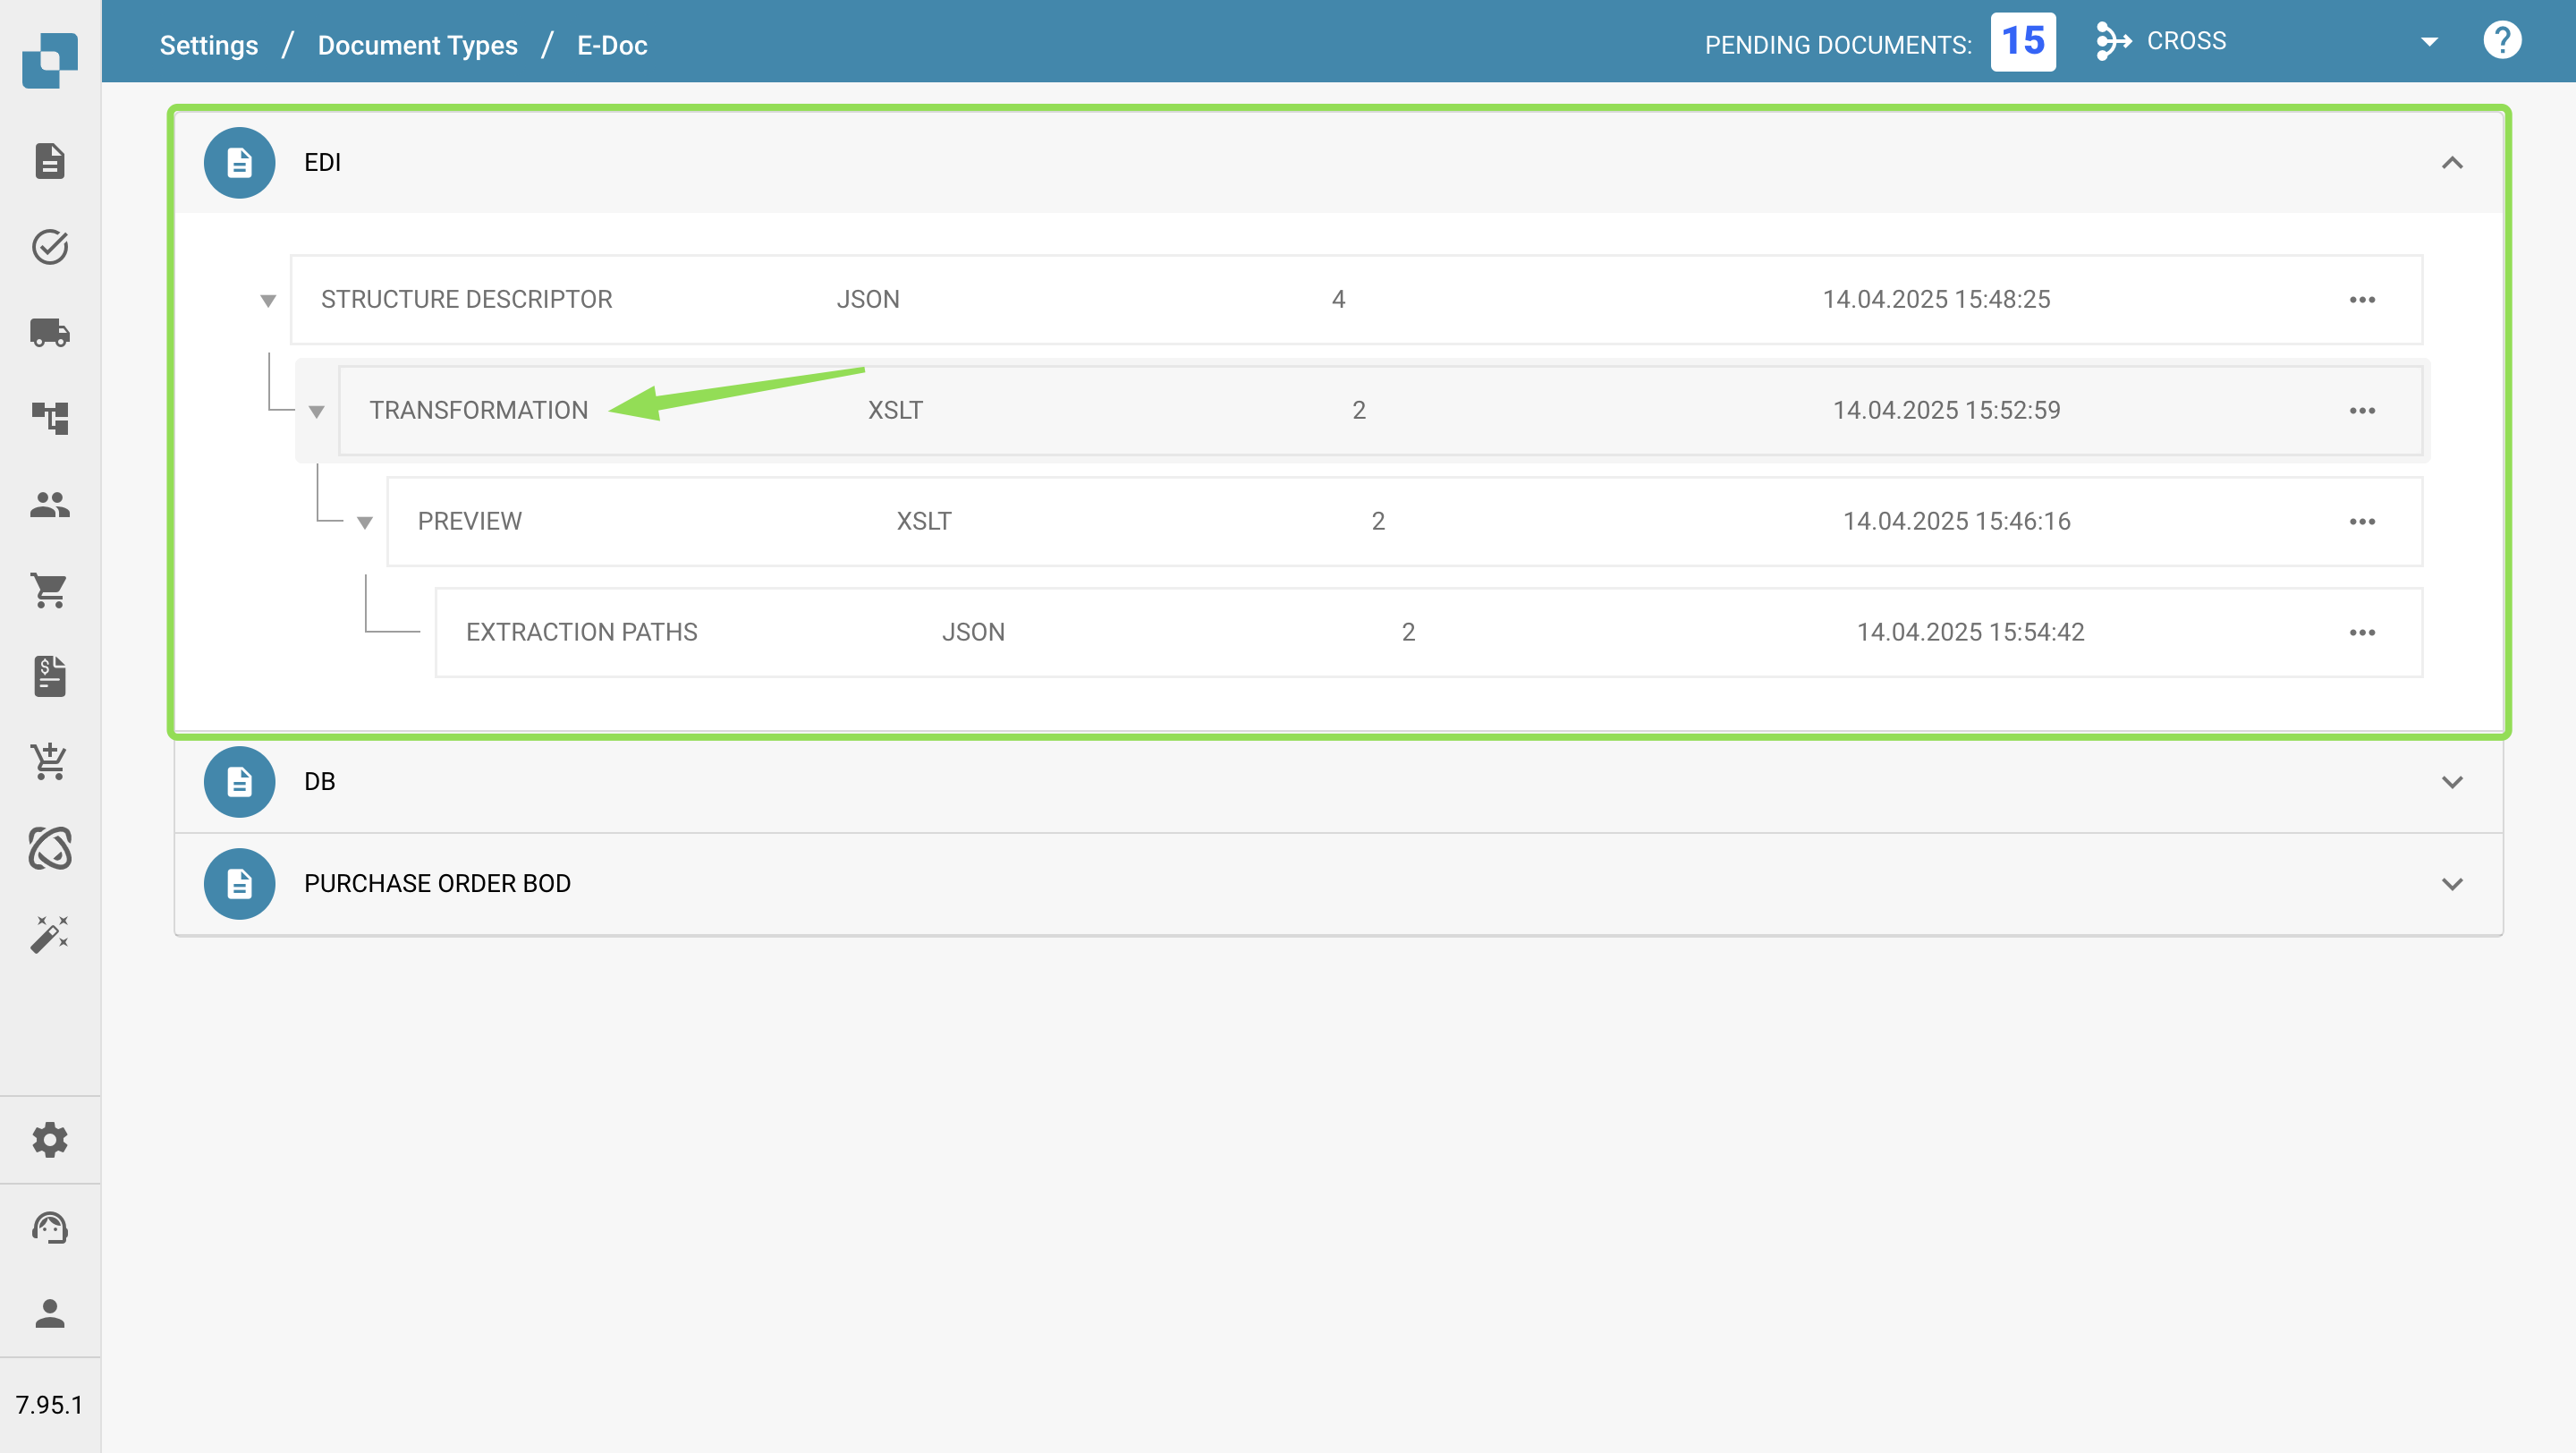 Settings / Document Types / E-Doc
PENDING DOCUMENTS: 15 CROSS ?
EDI
STRUCTURE DESCRIPTOR JSON 4 14.04.2025 15:48:25
TRANSFORMATION XSLT 2 14.04.2025 15:52:59
PREVIEW XSLT 2 14.04.2025 15:46:16
EXTRACTION PATHS JSON 2 14.04.2025 15:54:42
DB
PURCHASE ORDER BOD
7.95.1